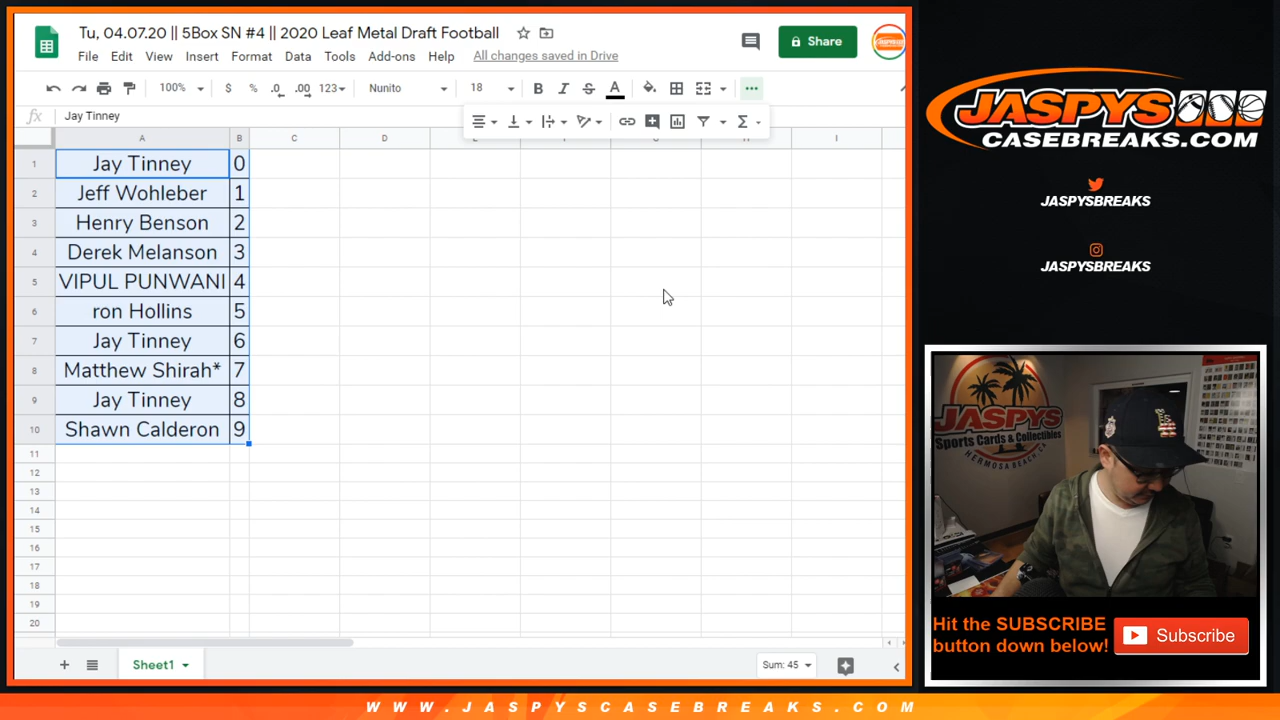 Tu, 04.07.20 || 5Box SN #4 || 2020 Leaf Metal Draft Football
File Edit View Insert Format Data Tools Add-ons Help All changes saved in Drive
Share
100% $ % .0 .00 123 Nunito 18 B I S A
fx Jay Tinney
A B C D I
1 Jay Tinney 0
2 Jeff Wohleber 1
3 Henry Benson 2
4 Derek Melanson 3
5 VIPUL PUNWANI 4
6 ron Hollins 5
7 Jay Tinney 6
8 Matthew Shirah* 7
9 Jay Tinney 8
10 Shawn Calderon 9
11
12
13
14
15
16
17
18
19
20
Sheet1
Sum: 45
JASPYS
CASEBREAKS.COM
JASPYSBREAKS
JASPYSBREAKS
JASPYS
Sports Cards & Collectibles
HERMOSA BEACH, CA
Hit the SUBSCRIBE
button down below!
Subscribe
WWW.JASPYSCASEBREAKS.COM